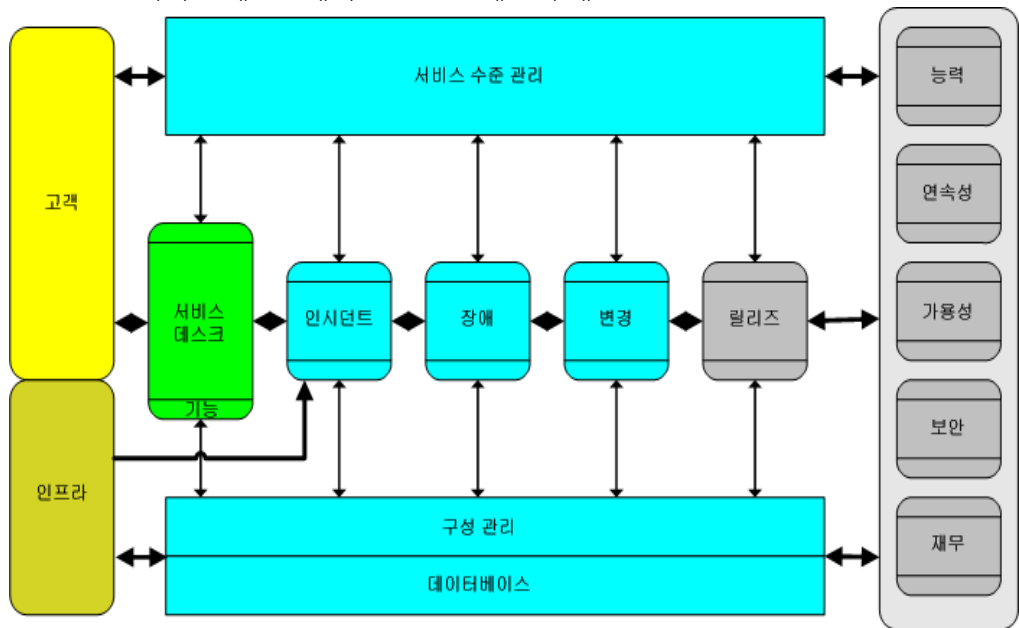 서비스 수준 관리
능력
고객
연속성
서비스
데스크
기능
인시던트
장애
변경
릴리즈
가용성
보안
인프라
구성 관리
데이터베이스
재무